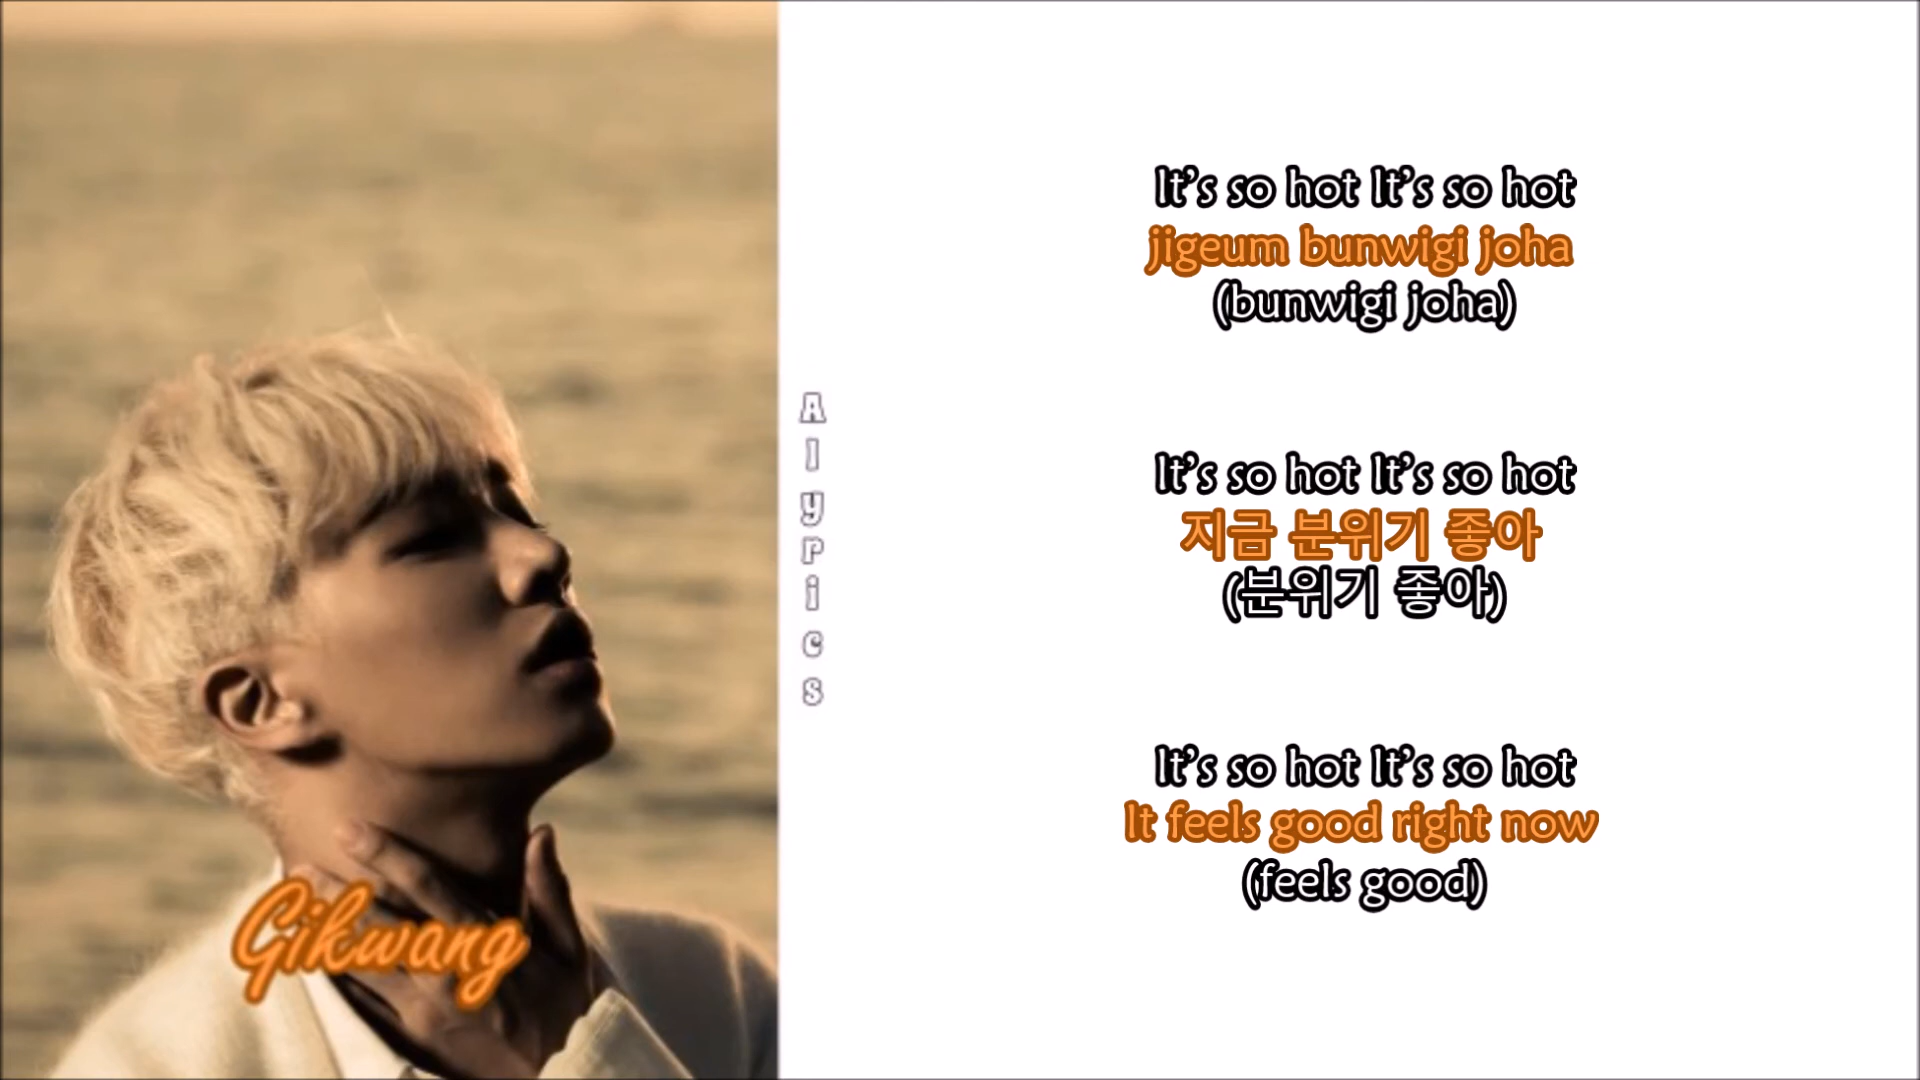 It's so hot It's so hot
jigeum bunwigi joha
(bunwigi joha)
It's so hot It's so hot
지금 분위기 좋아
(분위기 좋아)
It's so hot It's so hot
It feels good right now
(feels good)
Gikwang
Alyrics